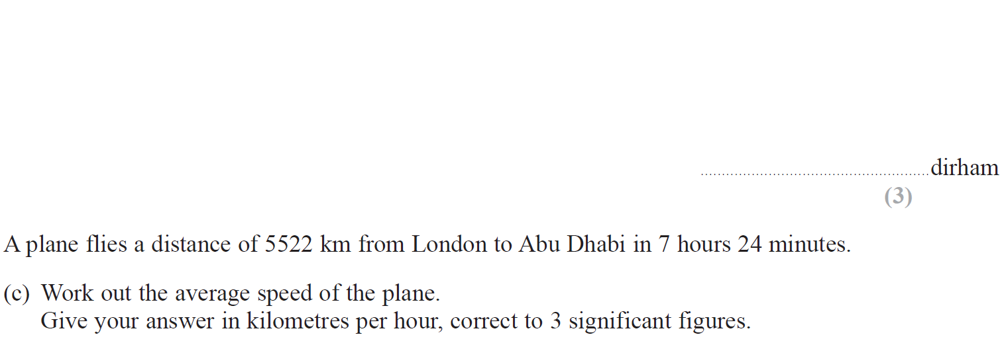 ......................................................dirham
(3)
A plane flies a distance of 5522 km from London to Abu Dhabi in 7 hours 24 minutes.
(c) Work out the average speed of the plane.
Give your answer in kilometres per hour, correct to 3 significant figures.